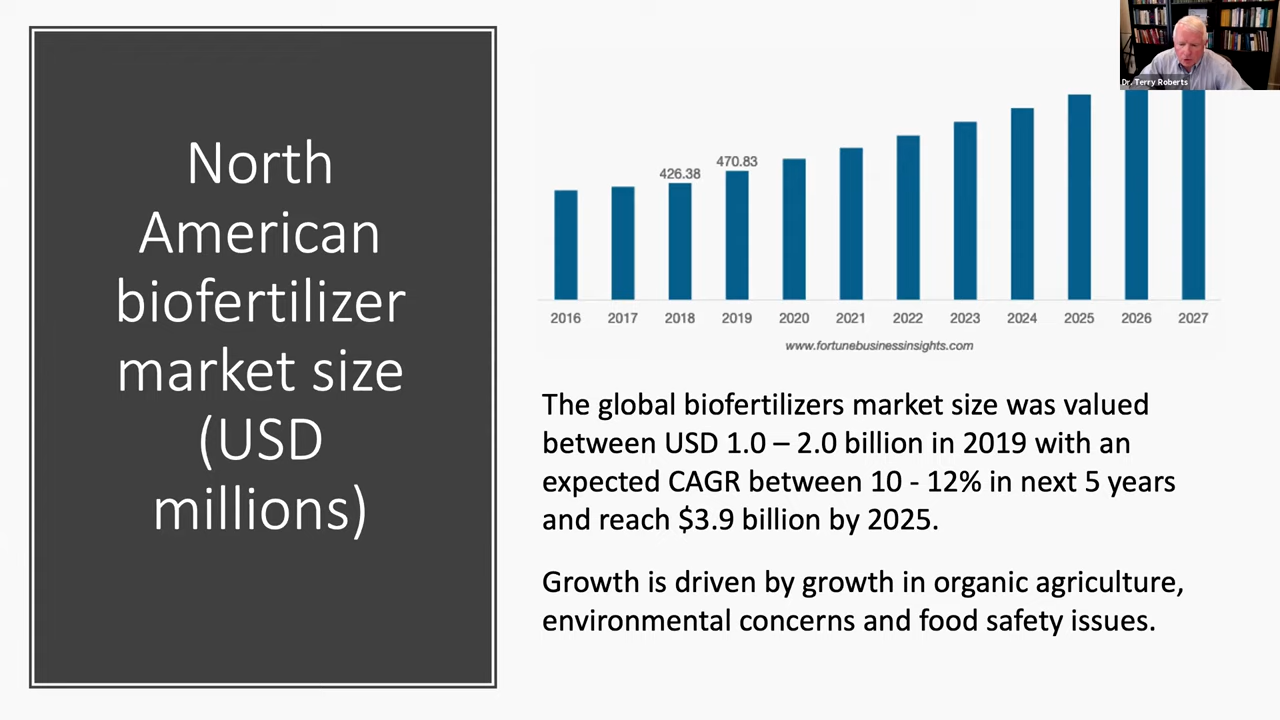 Dr. Terry Roberts
North
American
biofertilizer
market size
(USD
millions)
426.38
470.83
2016 2017 2018 2019 2020 2021 2022 2023 2024 2025 2026 2027
www.fortunebusinessinsights.com
The global biofertilizers market size was valued
between USD 1.0 – 2.0 billion in 2019 with an
expected CAGR between 10 - 12% in next 5 years
and reach $3.9 billion by 2025.
Growth is driven by growth in organic agriculture,
environmental concerns and food safety issues.